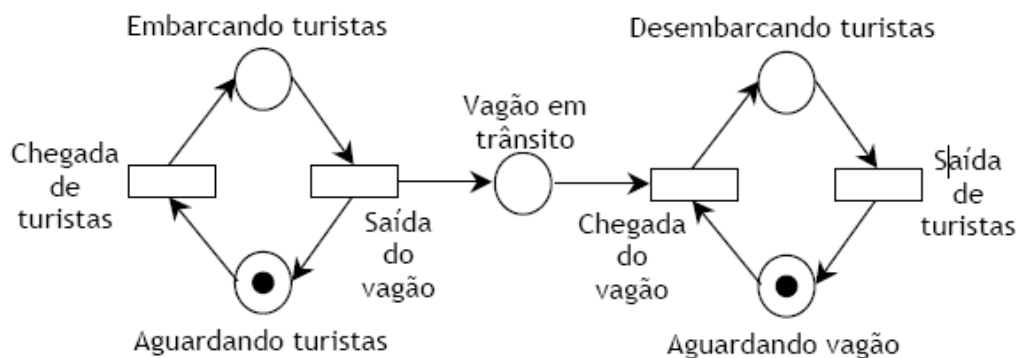 Embarcando turistas
Desembarcando turistas
Vagão em
trânsito
Chegada
de
turistas
Saída
do
vagão
Chegada
do
vagão
Saída
de
turistas
Aguardando turistas
Aguardando vagão